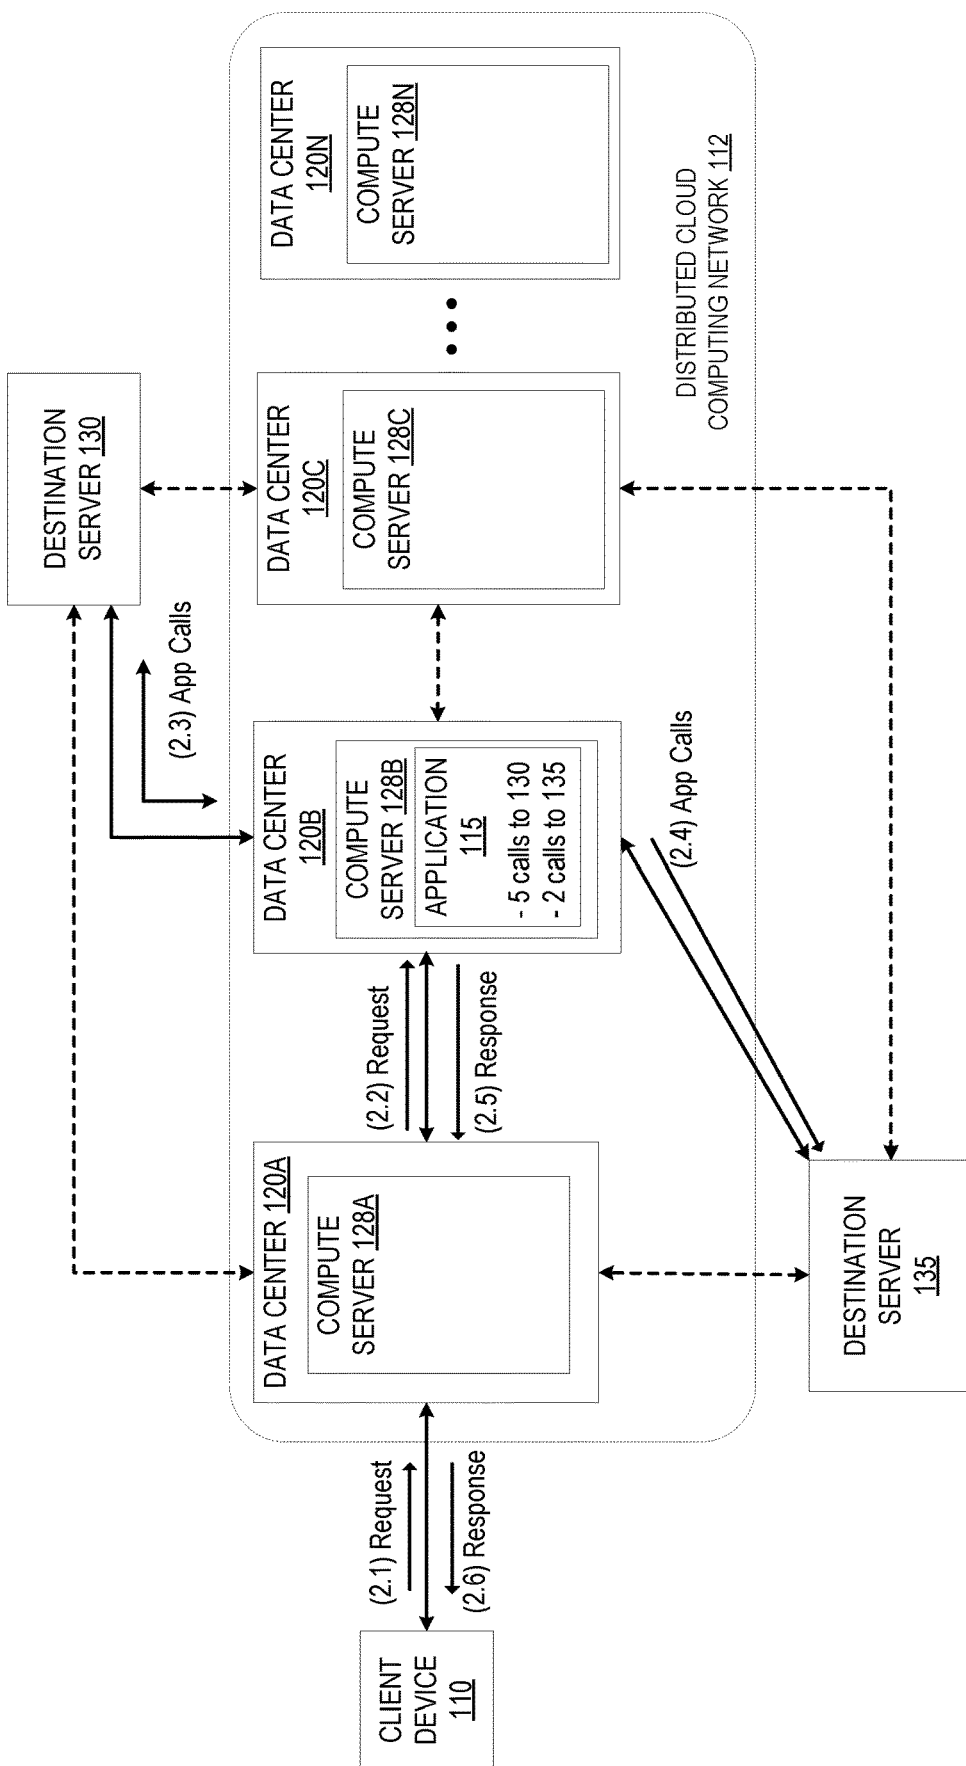 CLIENT
DEVICE
110
(2.1) Request
(2.6) Response
DATA CENTER 120A
COMPUTE
SERVER 128A
(2.2) Request
(2.5) Response
DATA CENTER
120B
COMPUTE
SERVER 128B
APPLICATION
115
- 5 calls to 130
- 2 calls to 135
(2.3) App Calls
(2.4) App Calls
DESTINATION
SERVER 130
DESTINATION
SERVER
135
DATA CENTER
120C
COMPUTE
SERVER 128C
DATA CENTER
120N
COMPUTE
SERVER 128N
DISTRIBUTED CLOUD
COMPUTING NETWORK 112